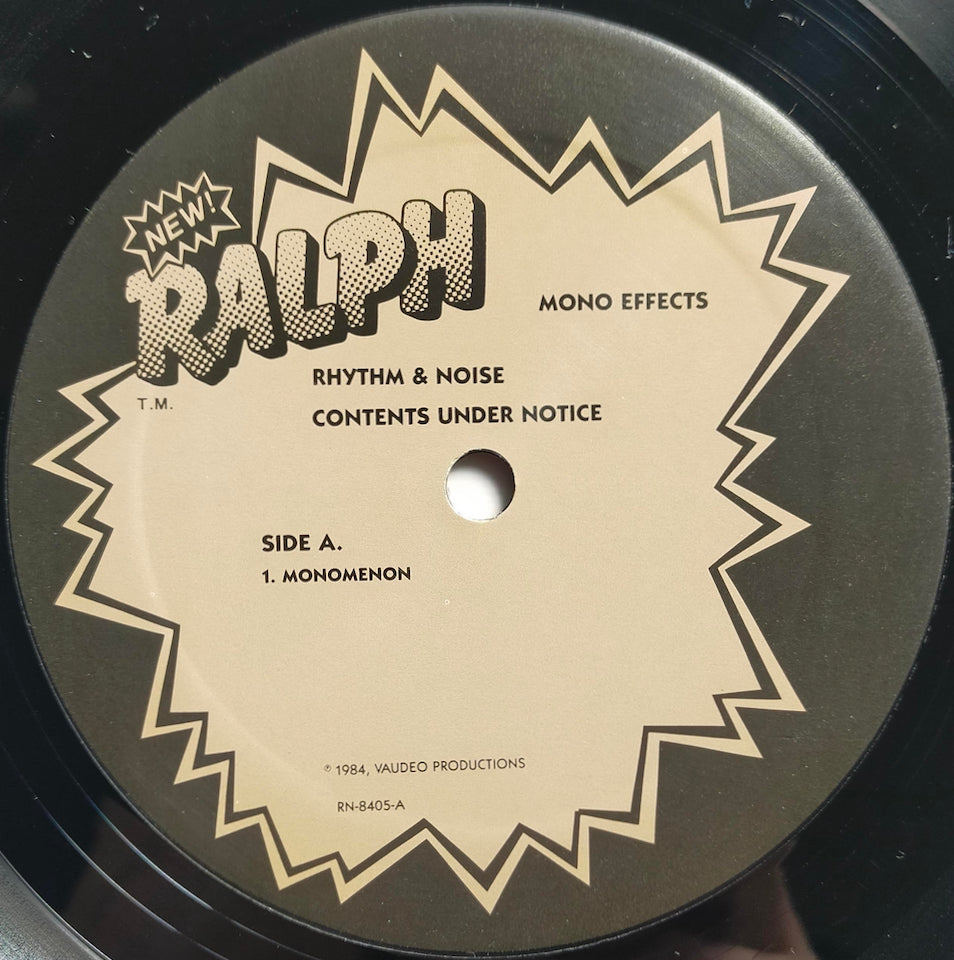 NEW!
RALPH
T.M.
MONO EFFECTS
RHYTHM & NOISE
CONTENTS UNDER NOTICE
SIDE A.
1. MONOMENON
℗ 1984, VAUDEO PRODUCTIONS
RN-8405-A